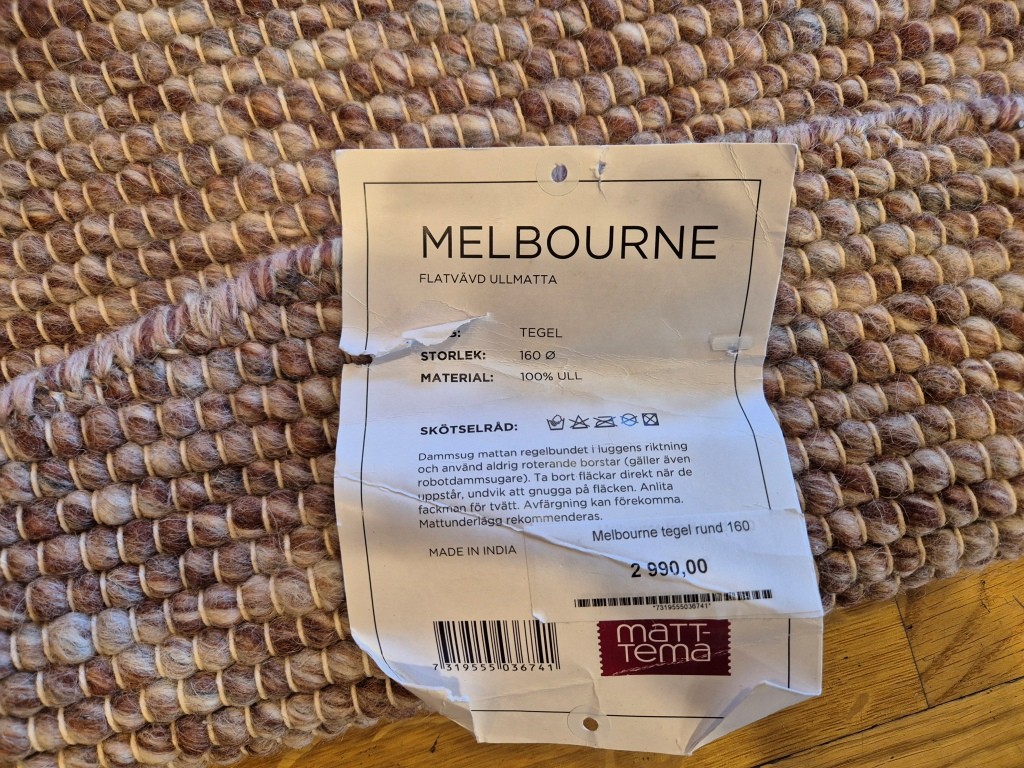 MELBOURNE
FLATVÄVD ULLMATTA
TEGEL
STORLEK: 160 Ø
MATERIAL: 100% ULL
SKÖTSELRÅD:
Dammsug mattan regelbundet i luggens riktning
och använd aldrig roterande borstar (gäller även
robotdammsugare). Ta bort fläckar direkt när de
uppstår, undvik att gnugga på fläcken. Anlita
fackman för tvätt. Avfärgning kan förekomma.
Mattunderlägg rekommenderas.
MADE IN INDIA
Melbourne tegel rund 160
2 990,00
*7319555036741*
7 319555 036741
MATT-
TEMA